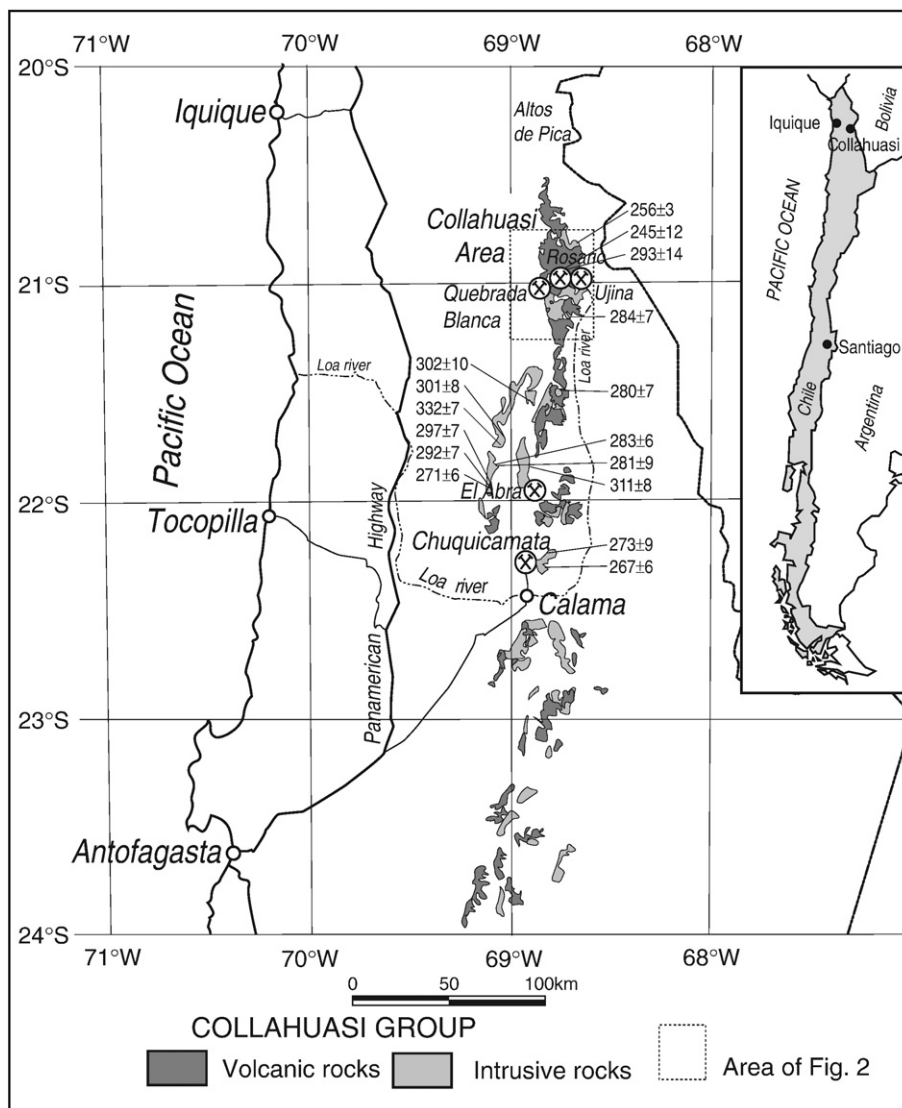 71°W
70°W
69°W
68°W
20°S
21°S
22°S
23°S
24°S
Iquique
Altos
de Pica
Collahuasi
Area
256±3
245±12
293±14
Rosario
Quebrada
Blanca
Ujina
284±7
Loa river
Loa river
302±10
301±8
332±7
297±7
292±7
271±6
280±7
283±6
281±9
311±8
El Abra
Pacific Ocean
Tocopilla
Highway
Panamerican
Chuquicamata
273±9
267±6
Loa river
Calama
Antofagasta
71°W
70°W
69°W
68°W
Iquique
Bolivia
Collahuasi
PACIFIC OCEAN
Santiago
Chile
Argentina
0 50 100km
COLLAHUASI GROUP
Volcanic rocks
Intrusive rocks
Area of Fig. 2